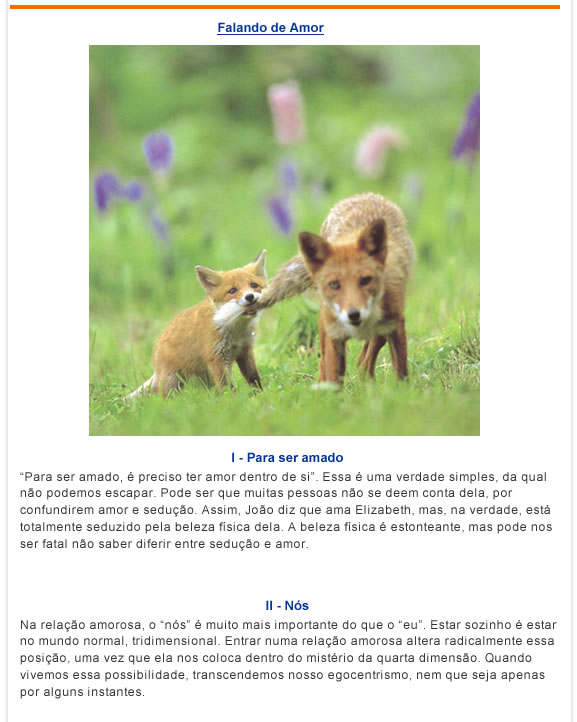 Falando de Amor
I - Para ser amado
“Para ser amado, é preciso ter amor dentro de si”. Essa é uma verdade simples, da qual
não podemos escapar. Pode ser que muitas pessoas não se deem conta dela, por
confundirem amor e sedução. Assim, João diz que ama Elizabeth, mas, na verdade, está
totalmente seduzido pela beleza física dela. A beleza física é estonteante, mas pode nos
ser fatal não saber diferir entre sedução e amor.
II - Nós
Na relação amorosa, o “nós” é muito mais importante do que o “eu”. Estar sozinho é estar
no mundo normal, tridimensional. Entrar numa relação amorosa altera radicalmente essa
posição, uma vez que ela nos coloca dentro do mistério da quarta dimensão. Quando
vivemos essa possibilidade, transcendemos nosso egocentrismo, nem que seja apenas
por alguns instantes.